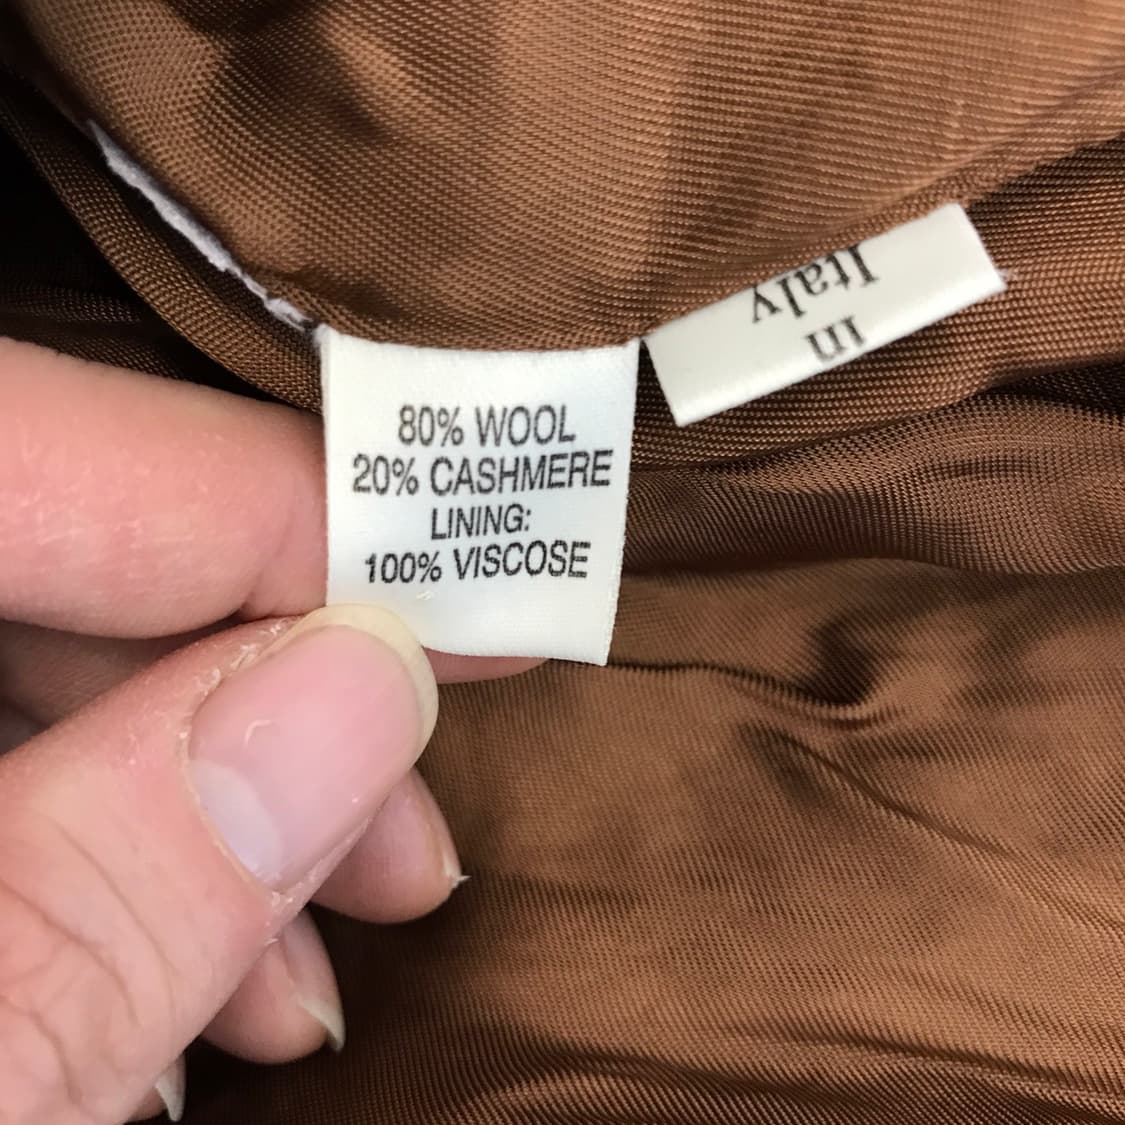 80% WOOL
20% CASHMERE
LINING:
100% VISCOSE
in
Italy